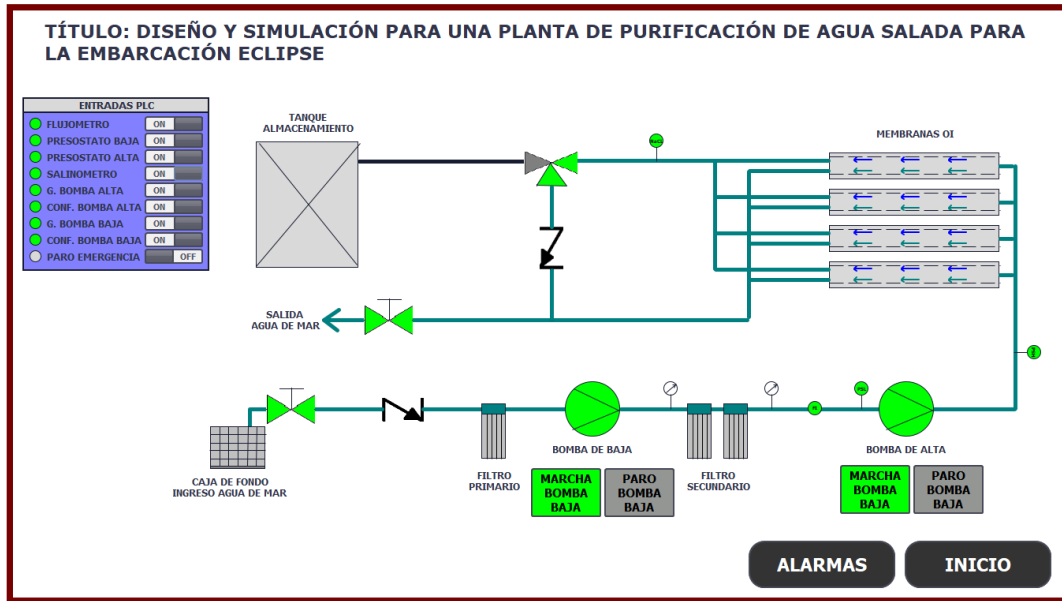 TÍTULO: DISEÑO Y SIMULACIÓN PARA UNA PLANTA DE PURIFICACIÓN DE AGUA SALADA PARA
LA EMBARCACIÓN ECLIPSE
ENTRADAS PLC
FLUJOMETRO ON
PRESOSTATO BAJA ON
PRESOSTATO ALTA ON
SALINOMETRO ON
G. BOMBA ALTA ON
CONF. BOMBA ALTA ON
G. BOMBA BAJA ON
CONF. BOMBA BAJA ON
PARO EMERGENCIA OFF
TANQUE
ALMACENAMIENTO
MEMBRANAS OI
SALIDA
AGUA DE MAR
CAJA DE FONDO
INGRESO AGUA DE MAR
FILTRO
PRIMARIO
BOMBA DE BAJA
MARCHA
BOMBA
BAJA
PARO
BOMBA
BAJA
FILTRO
SECUNDARIO
PSL
BOMBA DE ALTA
MARCHA
BOMBA
BAJA
PARO
BOMBA
BAJA
ALARMAS
INICIO